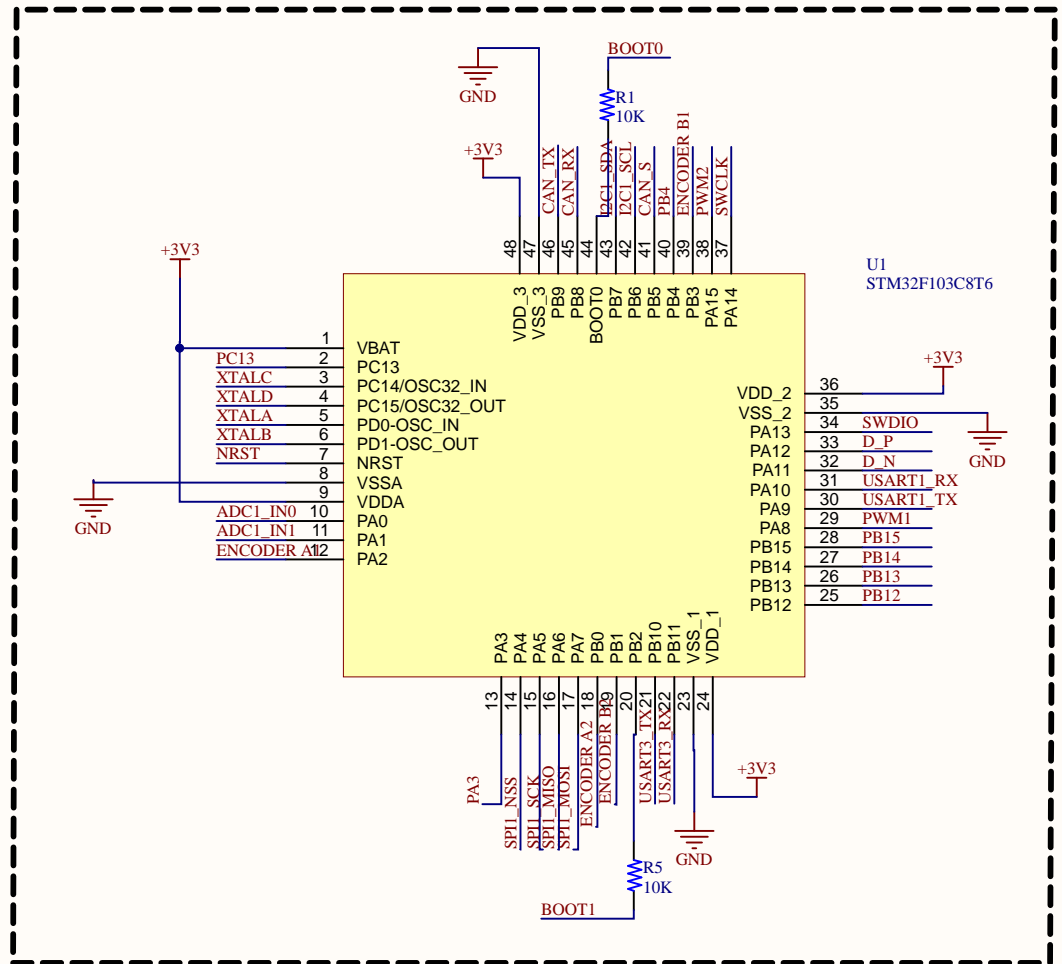 BOOT0
GND
R1
10K
+3V3
CAN_TX
CAN_RX
I2C1_SDA
I2C1_SCL
CAN_S
PB4
ENCODER B1
PWM2
SWCLK
48
47
46
45
44
43
42
41
40
39
38
37
VDD_3
VSS_3
PB9
PB8
BOOT0
PB7
PB6
PB5
PB4
PB3
PA15
PA14
U1
STM32F103C8T6
+3V3
1 VBAT
PC13 2 PC13
XTALC 3 PC14/OSC32_IN
XTALD 4 PC15/OSC32_OUT
XTALA 5 PD0-OSC_IN
XTALB 6 PD1-OSC_OUT
NRST 7 NRST
8 VSSA
9 VDDA
GND
ADC1_IN0 10 PA0
ADC1_IN1 11 PA1
ENCODER A1 12 PA2
+3V3
VDD_2 36
VSS_2 35
PA13 34 SWDIO
PA12 33 D_P
PA11 32 D_N
PA10 31 USART1_RX
PA9 30 USART1_TX
PA8 29 PWM1
PB15 28 PB15
PB14 27 PB14
PB13 26 PB13
PB12 25 PB12
GND
PA3
PA4
PA5
PA6
PA7
PB0
PB1
PB2
PB10
PB11
VSS_1
VDD_1
13
14
15
16
17
18
19
20
21
22
23
24
PA3
SPI1_NSS
SPI1_SCK
SPI1_MISO
SPI1_MOSI
ENCODER A2
ENCODER B2
USART3_TX
USART3_RX
+3V3
GND
R5
10K
BOOT1